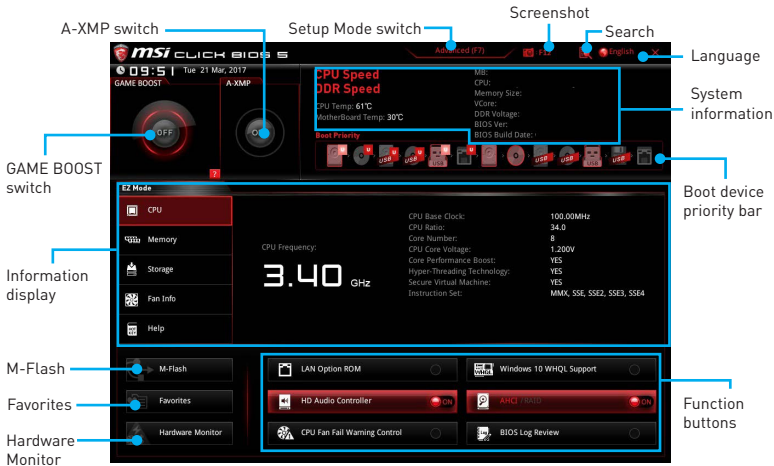 Screenshot
A-XMP switch
Setup Mode switch
Search
msi CLICK BIOS 5
Advanced (F7)
F12
English
X
Language
09:51 Tue 21 Mar, 2017
GAME BOOST
A-XMP
CPU Speed
DDR Speed
CPU Temp: 61°C
MotherBoard Temp: 30°C
MB:
CPU:
Memory Size:
VCore:
DDR Voltage:
BIOS Ver:
BIOS Build Date:
System
information
OFF
Boot Priority
U U USB USB USB U USB USB USB USB
GAME BOOST
switch
?
Boot device
priority bar
EZ Mode
CPU
Memory
Storage
Fan Info
Help
CPU Frequency:
3.40 GHz
CPU Base Clock: 100.00MHz
CPU Ratio: 34.0
Core Number: 8
CPU Core Voltage: 1.200V
Core Performance Boost: YES
Hyper-Threading Technology: YES
Secure Virtual Machine: YES
Instruction Set: MMX, SSE, SSE2, SSE3, SSE4
Information
display
M-Flash
Favorites
Hardware
Monitor
M-Flash
Favorites
Hardware Monitor
LAN Option ROM
Windows 10 WHQL Support
HD Audio Controller ON
AHCI /RAID ON
CPU Fan Fail Warning Control
BIOS Log Review
Function
buttons